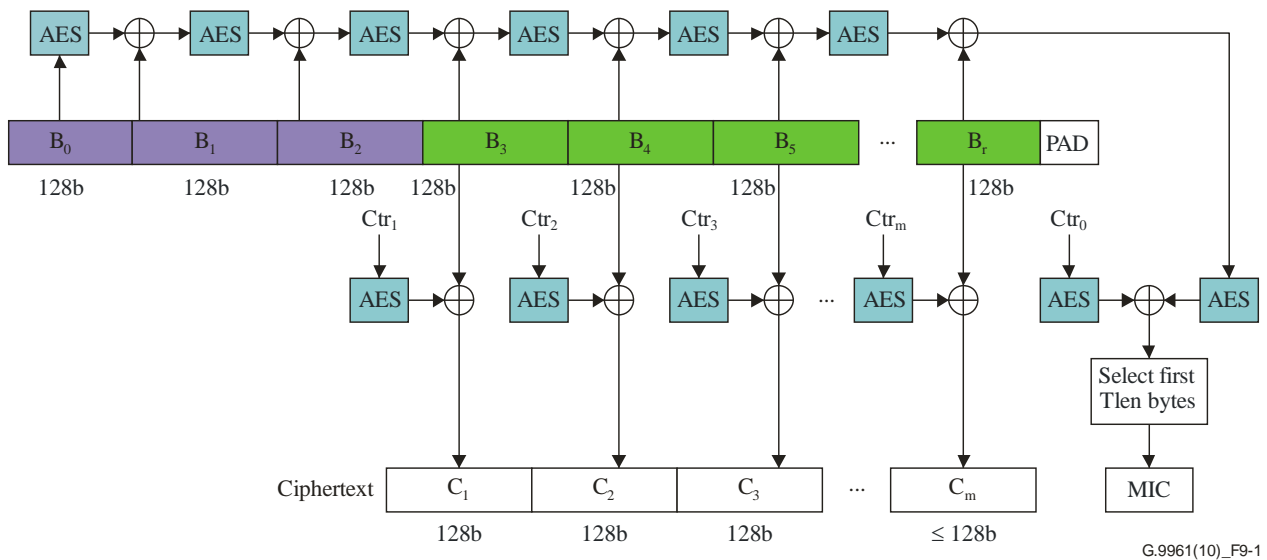 AES AES AES AES AES AES
B₀ B₁ B₂ B₃ B₄ B₅ ... Bᵣ PAD
128b 128b 128b 128b 128b 128b 128b
Ctr₁ Ctr₂ Ctr₃ Ctrₘ Ctr₀
AES AES AES ... AES AES AES
Select first
Tlen bytes
Ciphertext C₁ C₂ C₃ ... Cₘ MIC
128b 128b 128b ≤ 128b
G.9961(10)_F9-1